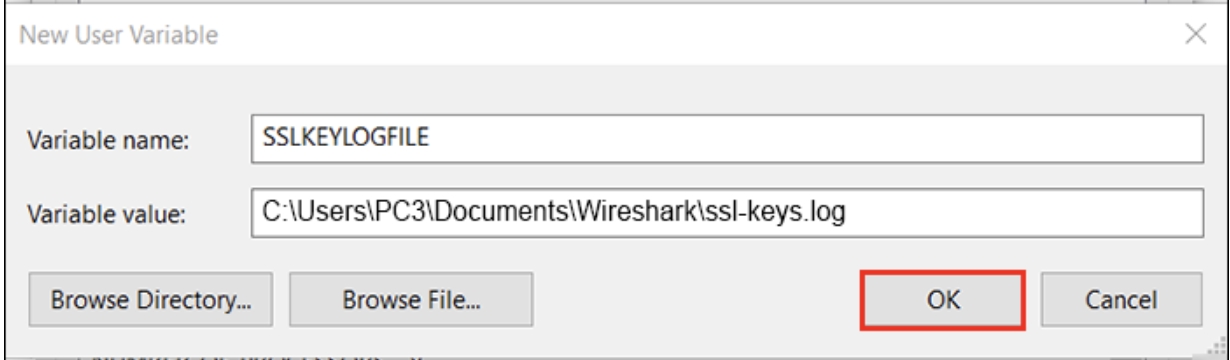 New User Variable
Variable name:
SSLKEYLOGFILE
Variable value:
C:\Users\PC3\Documents\Wireshark\ssl-keys.log
Browse Directory...
Browse File...
OK
Cancel